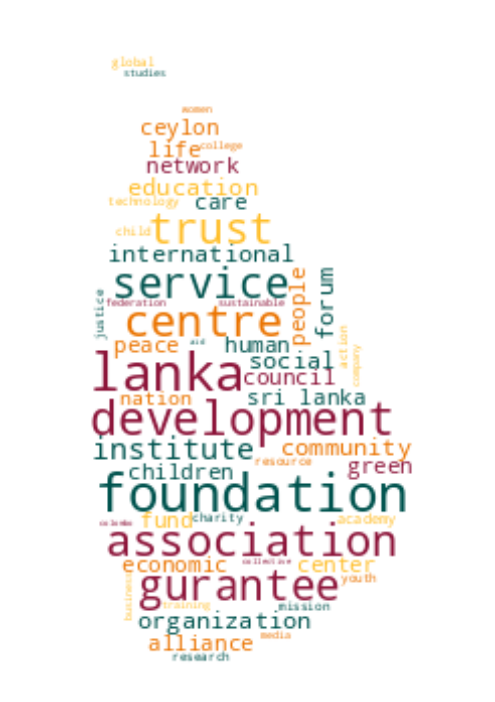 global
studies
women
ceylon
life college
network
education
technology care
child trust
international
service people forum
justice federation sustainable
centre
peace aid human action
lanka social company
council
nation sri lanka
development
institute community
children resource green
foundation
colombo fund charity academy
association
economic collective center
gurantee youth
business training mission
organization
alliance media
research